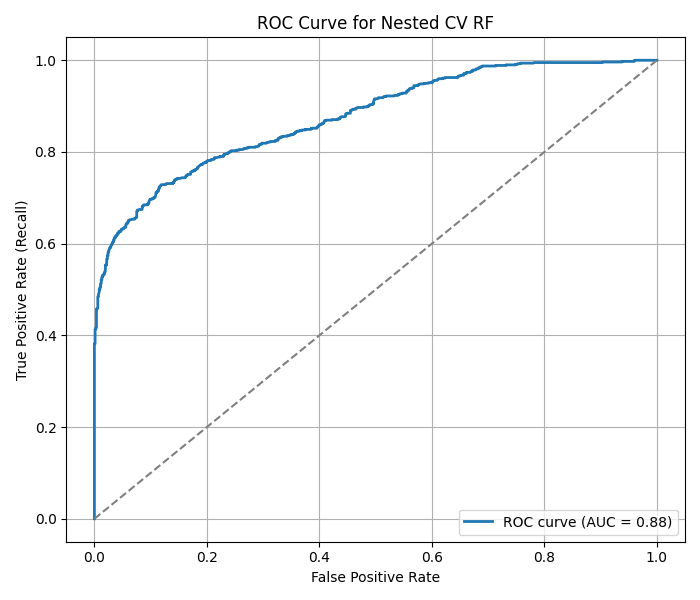 ROC Curve for Nested CV RF
True Positive Rate (Recall)
1.0
0.8
0.6
0.4
0.2
0.0
ROC curve (AUC = 0.88)
0.0 0.2 0.4 0.6 0.8 1.0
False Positive Rate